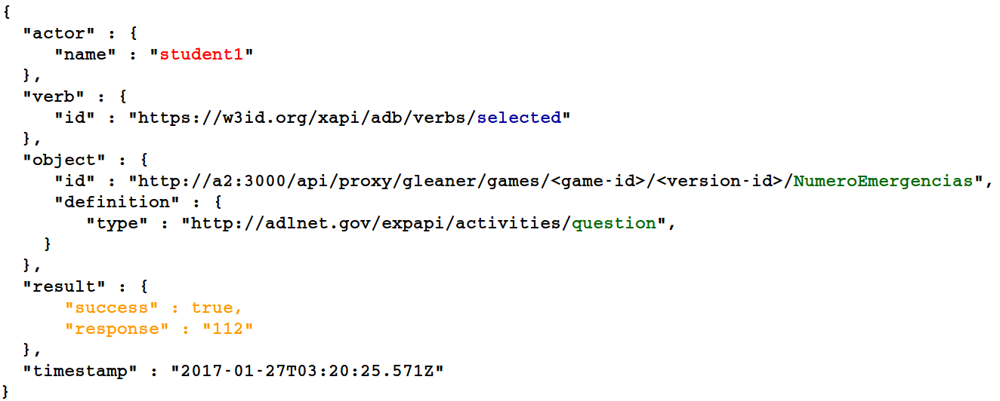 {
  "actor" : {
     "name" : "student1"
  },
  "verb" : {
     "id" : "https://w3id.org/xapi/adb/verbs/selected"
  },
  "object" : {
     "id" : "http://a2:3000/api/proxy/gleaner/games/<game-id>/<version-id>/NumeroEmergencias",
     "definition" : {
        "type" : "http://adlnet.gov/expapi/activities/question",
    }
  },
  "result" : {
      "success" : true,
      "response" : "112"
  },
  "timestamp" : "2017-01-27T03:20:25.571Z"
}